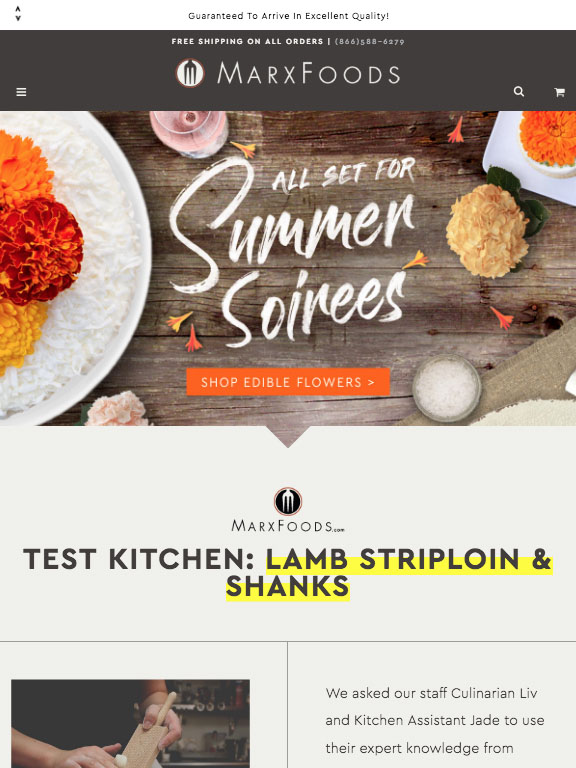 Guaranteed To Arrive In Excellent Quality!
FREE SHIPPING ON ALL ORDERS | (866)588-6279
MARXFOODS
ALL SET FOR
Summer
Soirees
SHOP EDIBLE FLOWERS >
MARXFOODS.com
TEST KITCHEN: LAMB STRIPLOIN &
SHANKS
We asked our staff Culinarian Liv
and Kitchen Assistant Jade to use
their expert knowledge from